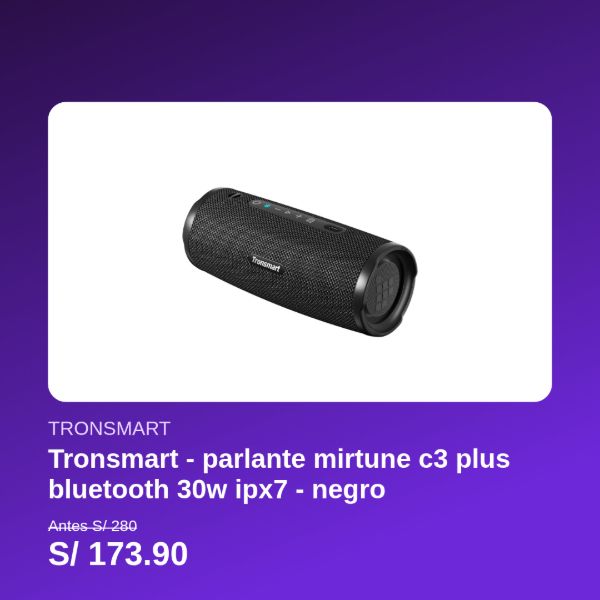 Tronsmart
TRONSMART
Tronsmart - parlante mirtune c3 plus
bluetooth 30w ipx7 - negro
Antes S/ 280
S/ 173.90